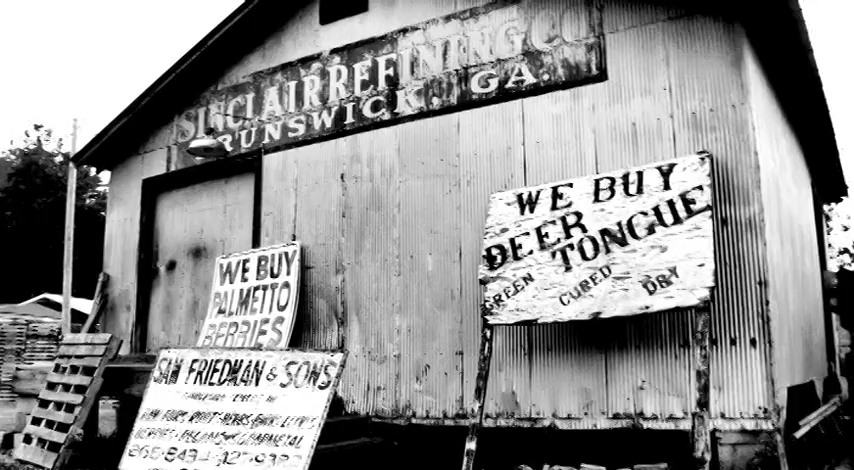 SINCLAIR REFINING CO.
BRUNSWICK, GA.
WE BUY
DEER
TONGUE
GREEN CURED DRY
WE BUY
PALMETTO
BERRIES
SAM FRIEDMAN & SONS